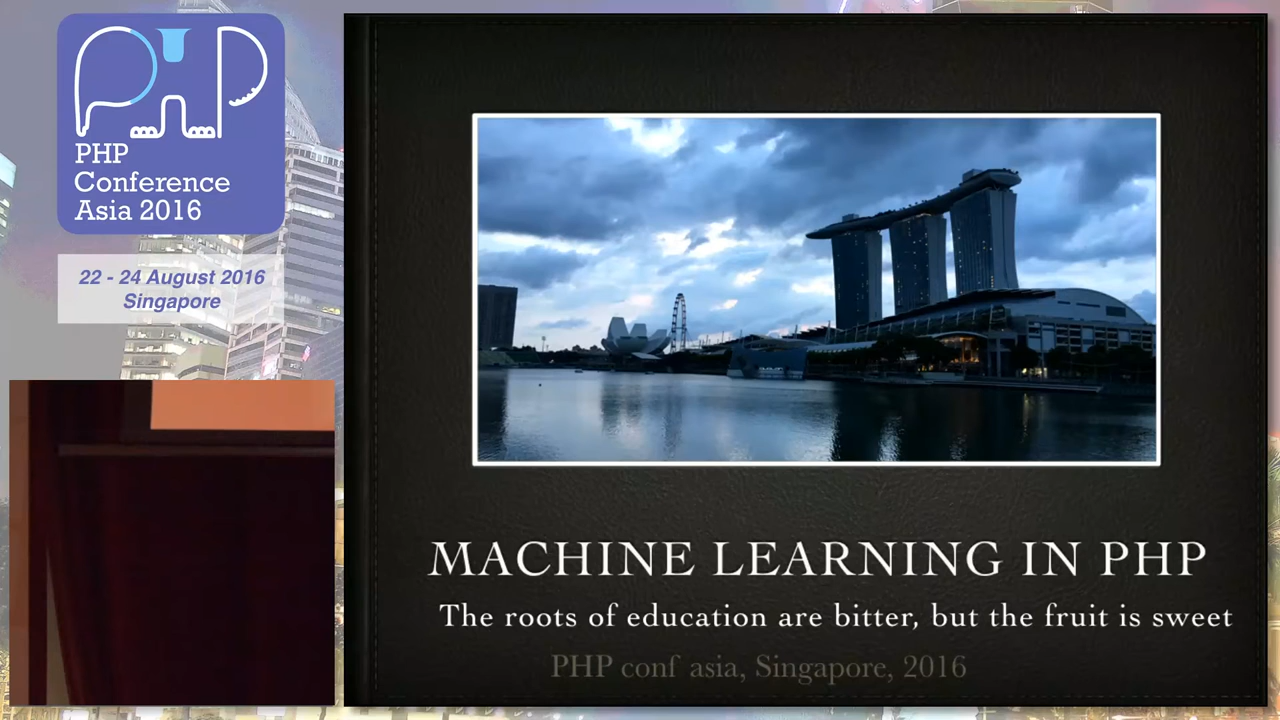 PHP
Conference
Asia 2016
22 - 24 August 2016
Singapore
MACHINE LEARNING IN PHP
The roots of education are bitter, but the fruit is sweet
PHP conf asia, Singapore, 2016